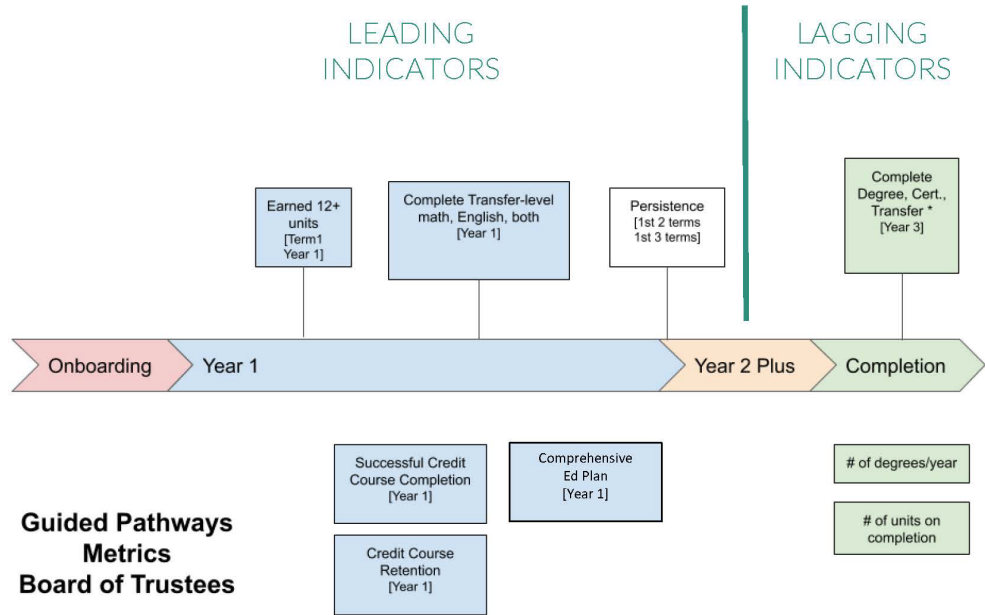 LEADING
INDICATORS
LAGGING
INDICATORS
Earned 12+
units
[Term1
Year 1]
Complete Transfer-level
math, English, both
[Year 1]
Persistence
[1st 2 terms
1st 3 terms]
Complete
Degree, Cert.,
Transfer *
[Year 3]
Onboarding
Year 1
Year 2 Plus
Completion
Successful Credit
Course Completion
[Year 1]
Comprehensive
Ed Plan
[Year 1]
# of degrees/year
Credit Course
Retention
[Year 1]
# of units on
completion
Guided Pathways
Metrics
Board of Trustees